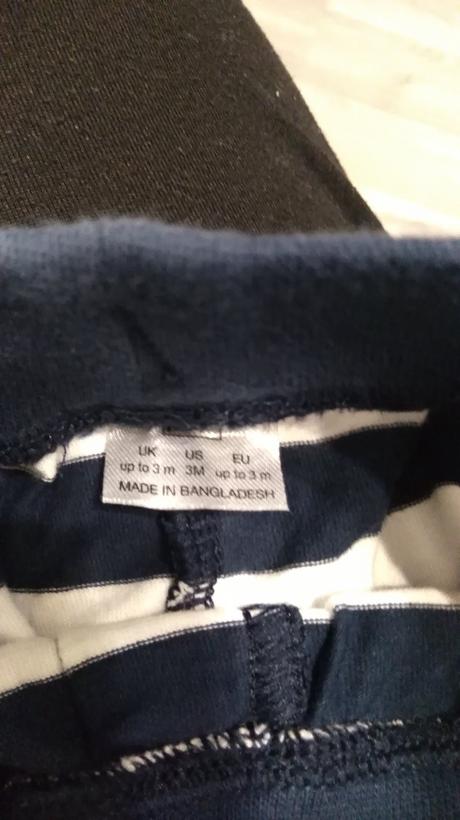 UK US EU
up to 3 m 3M up to 3 m
MADE IN BANGLADESH